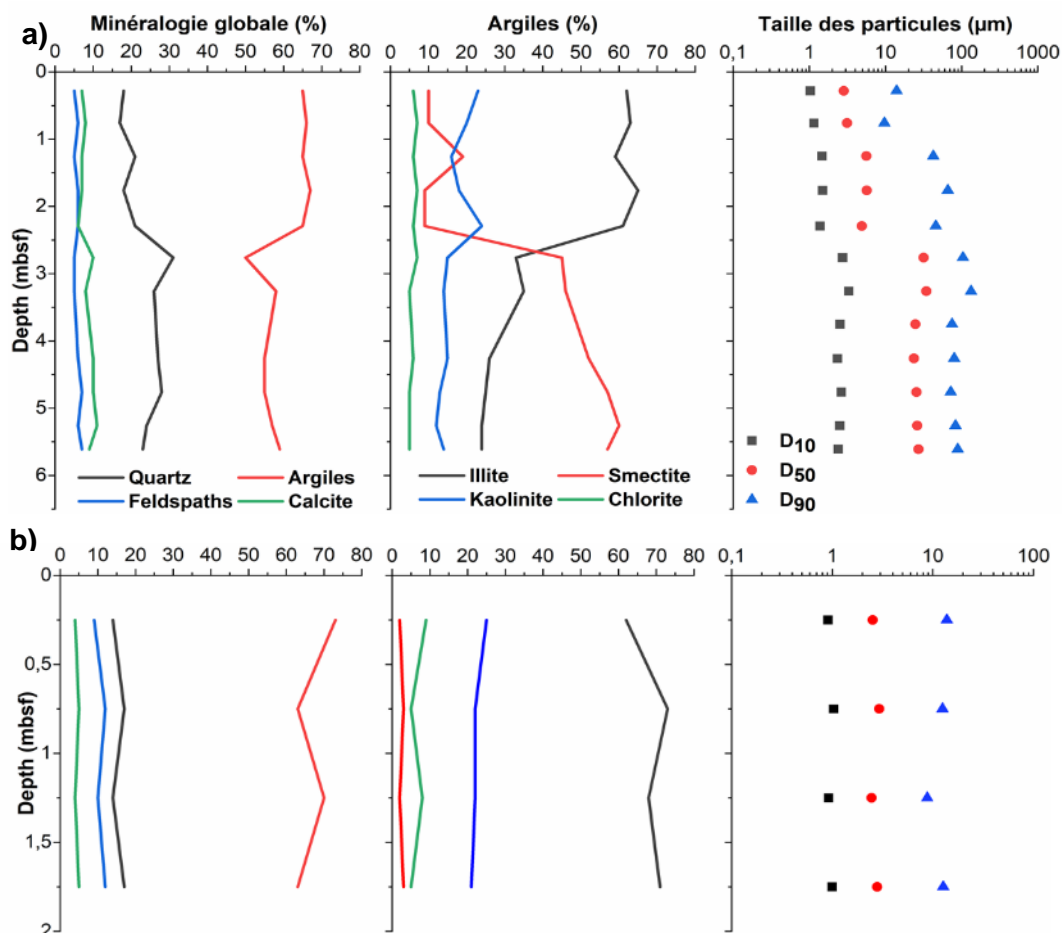 a)
Minéralogie globale (%)
Argiles (%)
Taille des particules (μm)
0 10 20 30 40 50 60 70 80
0 10 20 30 40 50 60 70 80
0,1 1 10 100 1000
Depth (mbsf)
0
1
2
3
4
5
6
Quartz Argiles
Feldspaths Calcite
Illite Smectite
Kaolinite Chlorite
D10
D50
D90
b)
0 10 20 30 40 50 60 70 80
0 10 20 30 40 50 60 70 80
0,1 1 10 100
Depth (mbsf)
0
0,5
1
1,5
2